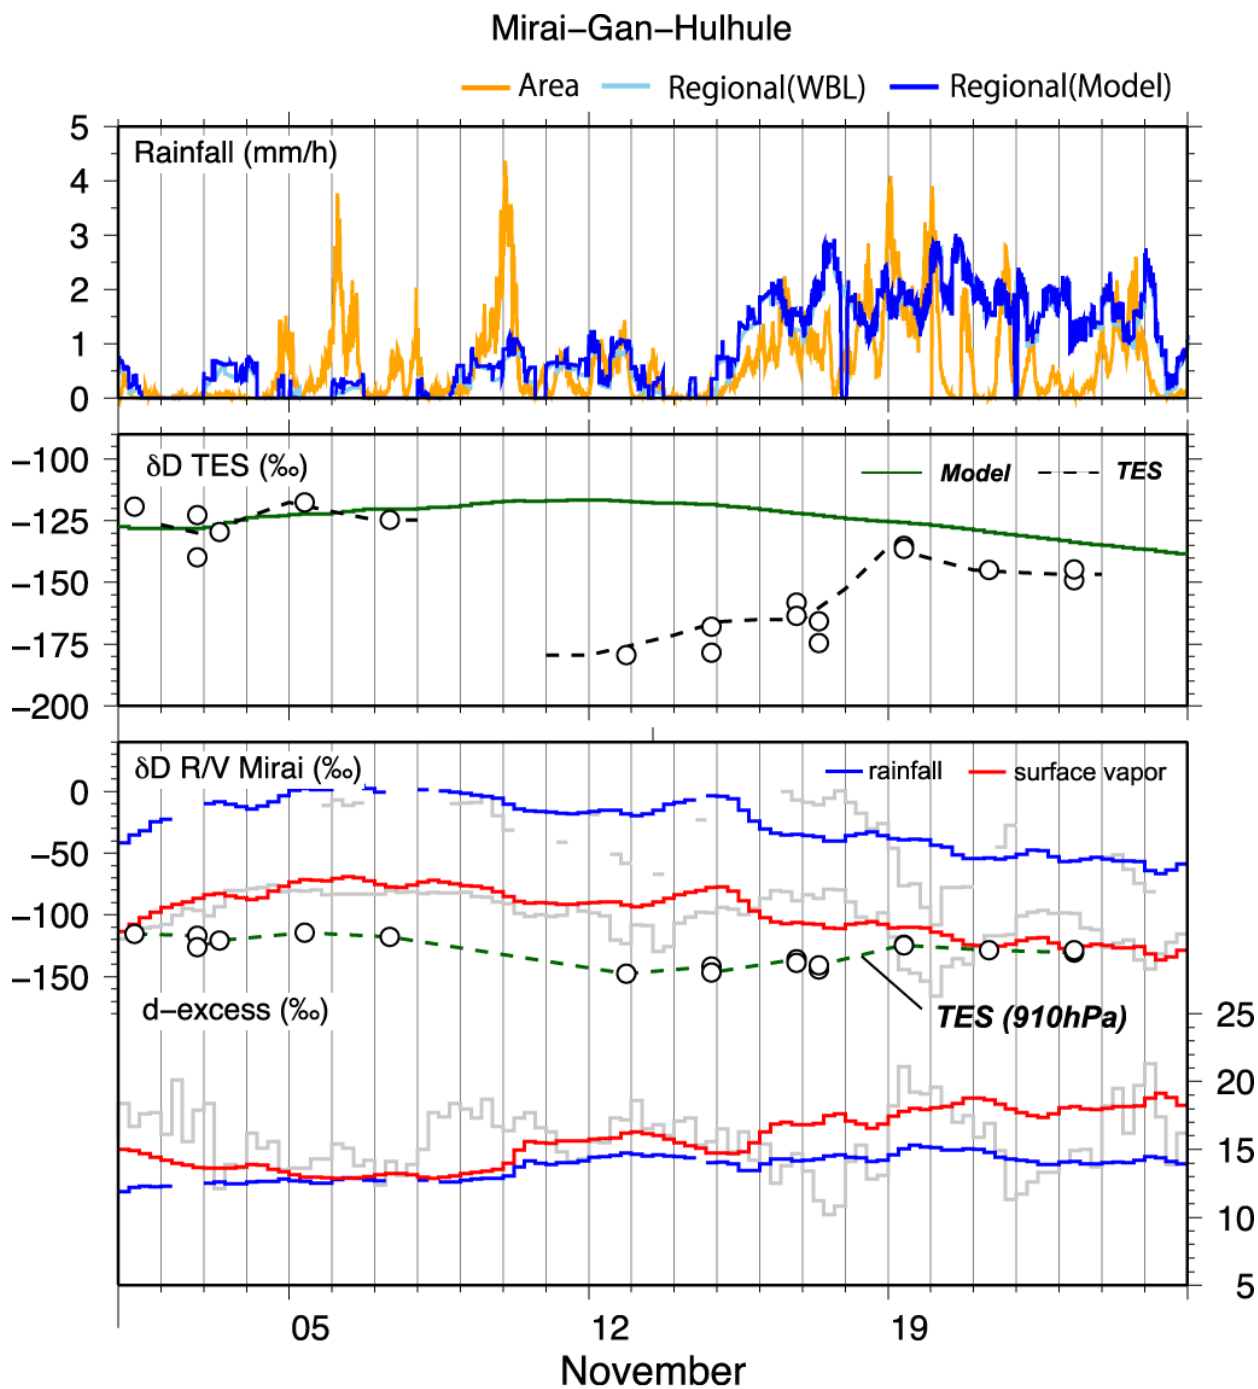 Mirai−Gan−Hulhule
Area Regional(WBL) Regional(Model)
Rainfall (mm/h)
5
4
3
2
1
0
δD TES (‰)
Model TES
−100
−125
−150
−175
−200
δD R/V Mirai (‰)
rainfall surface vapor
0
−50
−100
−150
TES (910hPa)
d−excess (‰)
25
20
15
10
5
05 12 19
November